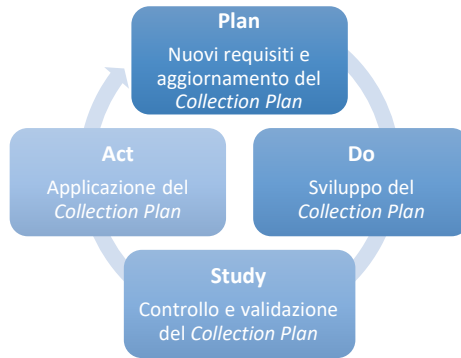 Plan
Nuovi requisiti e
aggiornamento del
Collection Plan
Do
Sviluppo del
Collection Plan
Study
Controllo e validazione
del Collection Plan
Act
Applicazione del
Collection Plan